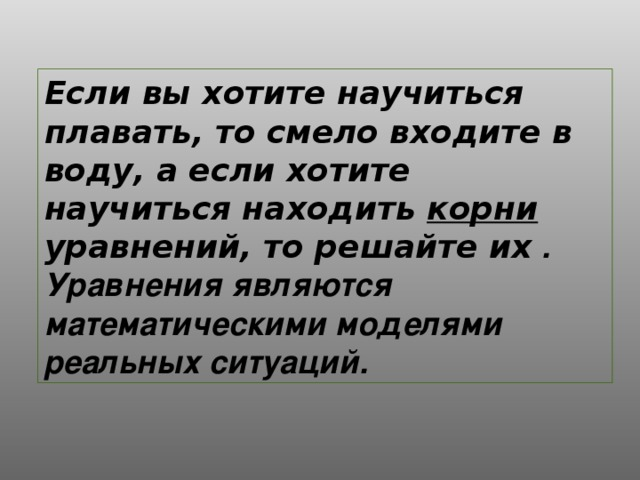 Если вы хотите научиться
плавать, то смело входите в
воду, а если хотите
научиться находить корни
уравнений, то решайте их .
Уравнения являются
математическими моделями
реальных ситуаций.